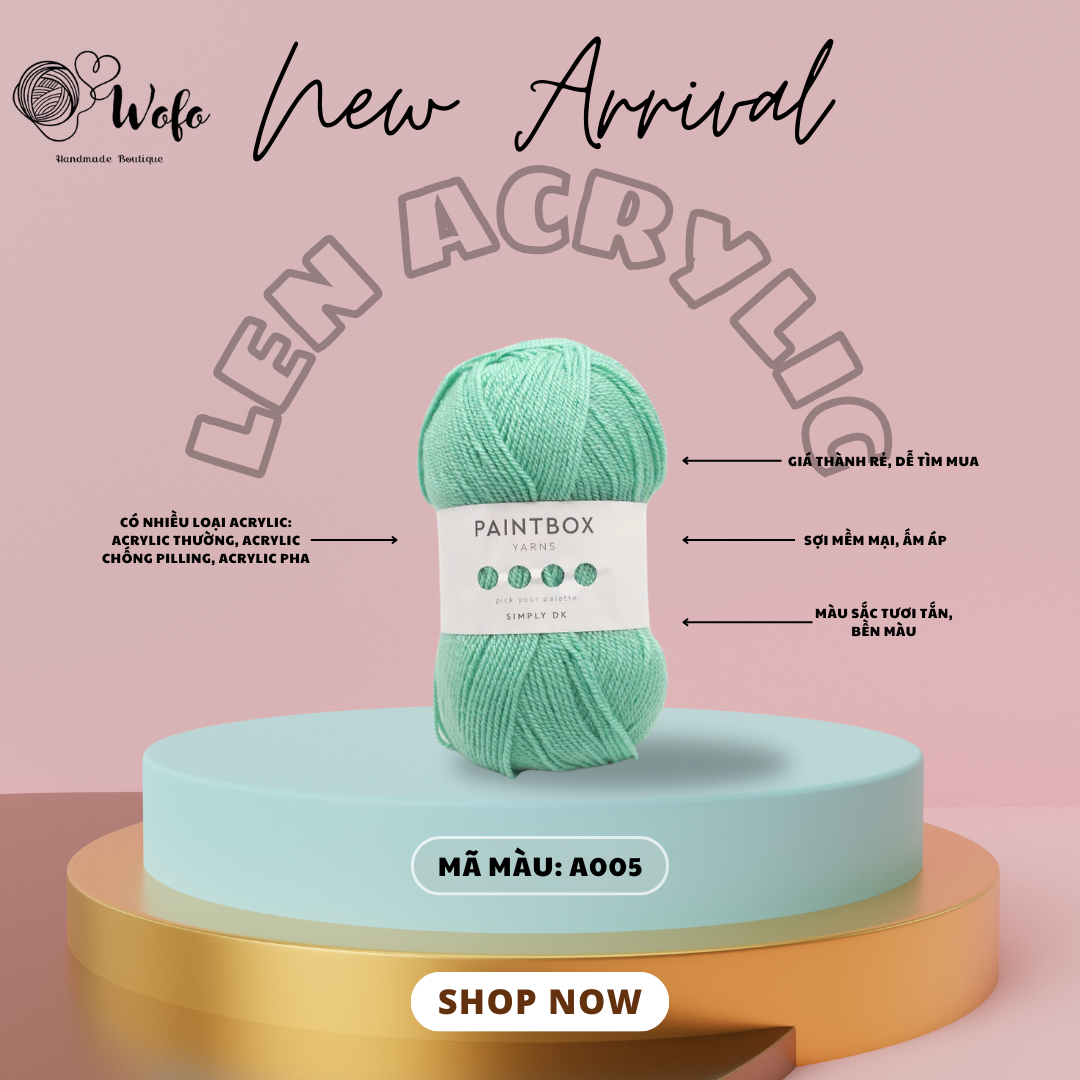 Wofo
Handmade Boutique
New Arrival
LEN ACRYLIC
GIÁ THÀNH RẺ, DỄ TÌM MUA
CÓ NHIỀU LOẠI ACRYLIC:
ACRYLIC THƯỜNG, ACRYLIC
CHỐNG PILLING, ACRYLIC PHA
SỢI MỀM MẠI, ẤM ÁP
MÀU SẮC TƯƠI TẮN,
BỀN MÀU
PAINTBOX
YARNS
pick your palette
SIMPLY DK
MÃ MÀU: A005
SHOP NOW